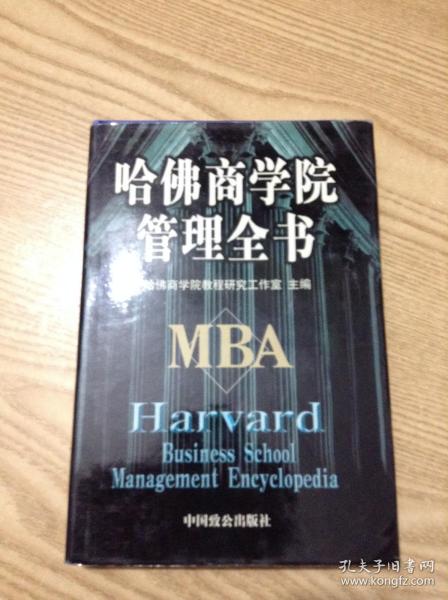 哈佛商学院
管理全书
哈佛商学院教程研究工作室 主编
MBA
Harvard
Business School
Management Encyclopedia
中国致公出版社
孔夫子旧书网
www.kongfz.com